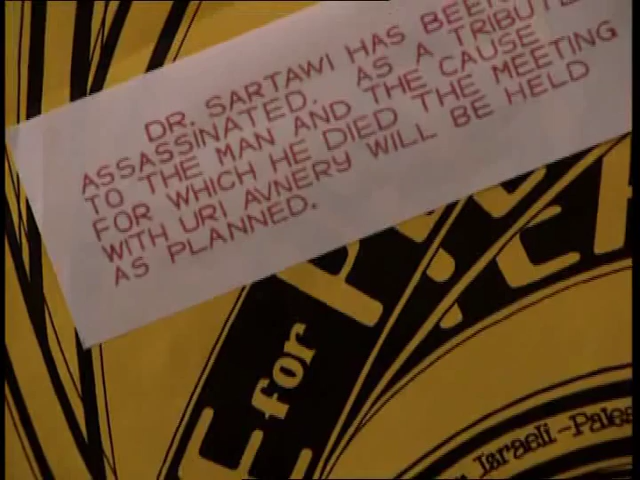 DR. SARTAWI HAS BEEN
ASSASSINATED. AS A TRIBUTE
TO THE MAN AND THE CAUSE
FOR WHICH HE DIED THE MEETING
WITH URI AVNERY WILL BE HELD
AS PLANNED.
for
Israeli-Pales